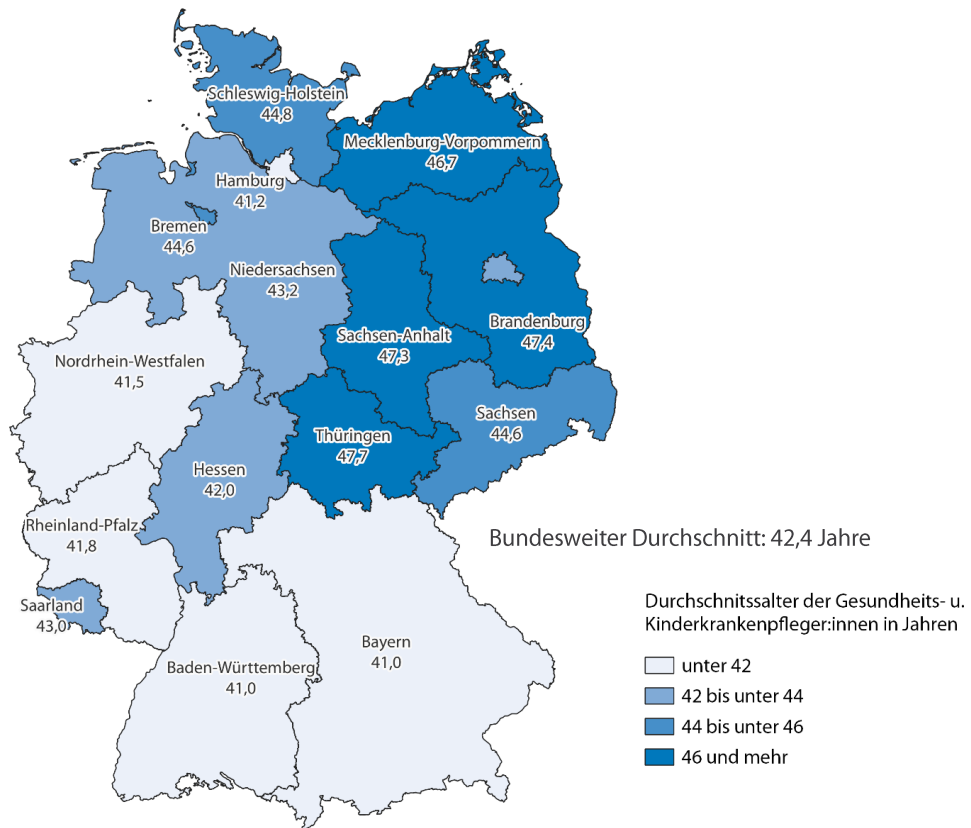 Schleswig-Holstein
44,8
Mecklenburg-Vorpommern
46,7
Hamburg
41,2
Bremen
44,6
Niedersachsen
43,2
Brandenburg
47,4
Sachsen-Anhalt
47,3
Nordrhein-Westfalen
41,5
Sachsen
44,6
Thüringen
47,7
Hessen
42,0
Rheinland-Pfalz
41,8
Bundesweiter Durchschnitt: 42,4 Jahre
Saarland
43,0
Bayern
41,0
Baden-Württemberg
41,0
Durchschnitssalter der Gesundheits- u.
Kinderkrankenpfleger:innen in Jahren
unter 42
42 bis unter 44
44 bis unter 46
46 und mehr